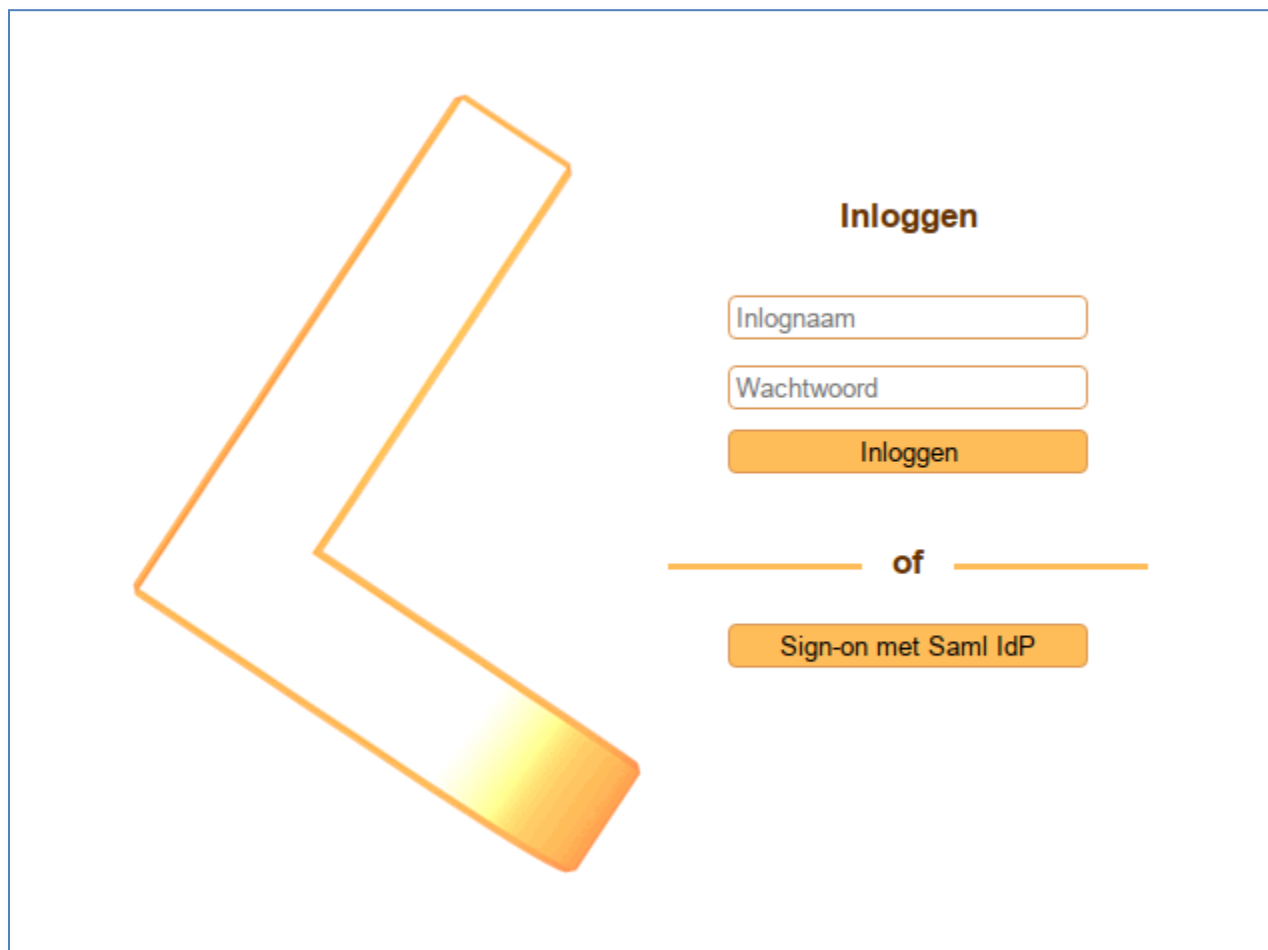 Inloggen
Inlognaam
Wachtwoord
Inloggen
of
Sign-on met Saml IdP